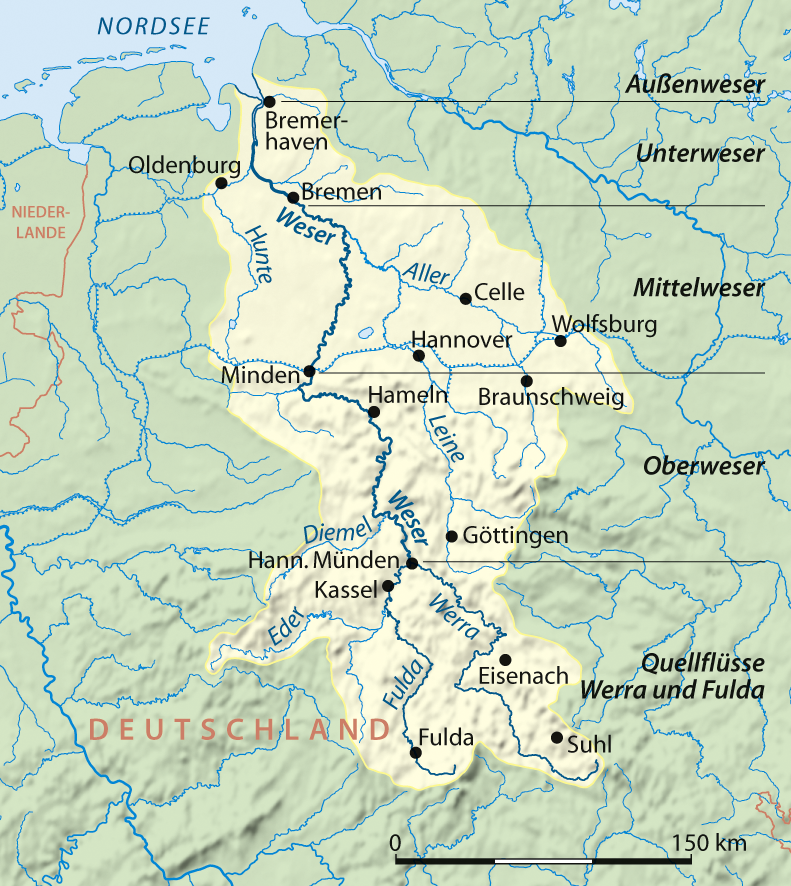 NORDSEE
Außenweser
Bremer-
haven
Unterweser
Oldenburg
Bremen
NIEDER-
LANDE
Weser
Hunte
Aller
Mittelweser
Celle
Wolfsburg
Hannover
Minden
Hameln
Braunschweig
Leine
Oberweser
Weser
Diemel
Göttingen
Hann. Münden
Kassel
Werra
Eder
Quellflüsse
Werra und Fulda
Eisenach
Fulda
DEUTSCHLAND
Fulda
Suhl
0
150 km